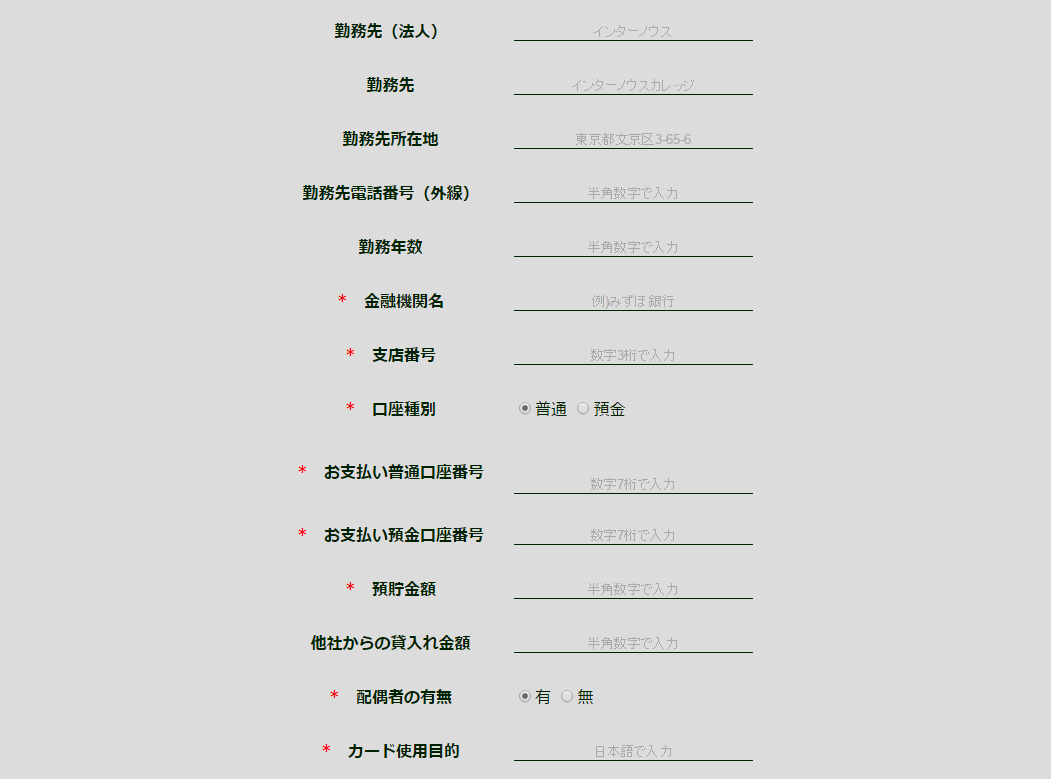 勤務先（法人） インターノウス
勤務先 インターノウスカレッジ
勤務先所在地 東京都文京区3-65-6
勤務先電話番号（外線） 半角数字で入力
勤務年数 半角数字で入力
* 金融機関名 例)みずほ銀行
* 支店番号 数字3桁で入力
* 口座種別 普通 預金
* お支払い普通口座番号 数字7桁で入力
* お支払い預金口座番号 数字7桁で入力
* 預貯金額 半角数字で入力
他社からの貸入れ金額 半角数字で入力
* 配偶者の有無 有 無
* カード使用目的 日本語で入力